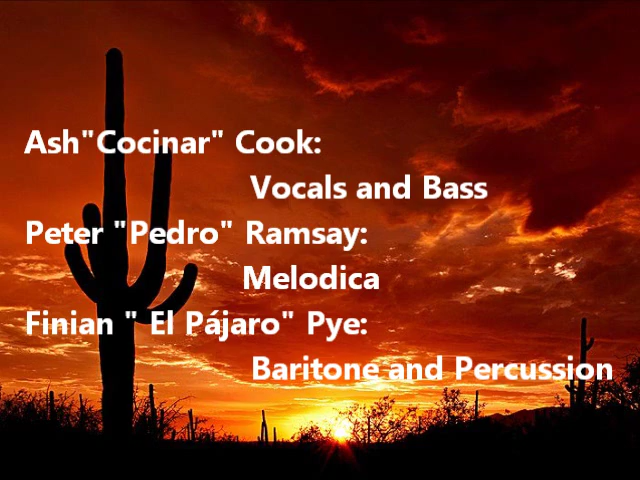 Ash"Cocinar" Cook:
Vocals and Bass
Peter "Pedro" Ramsay:
Melodica
Finian " El Pájaro" Pye:
Baritone and Percussion